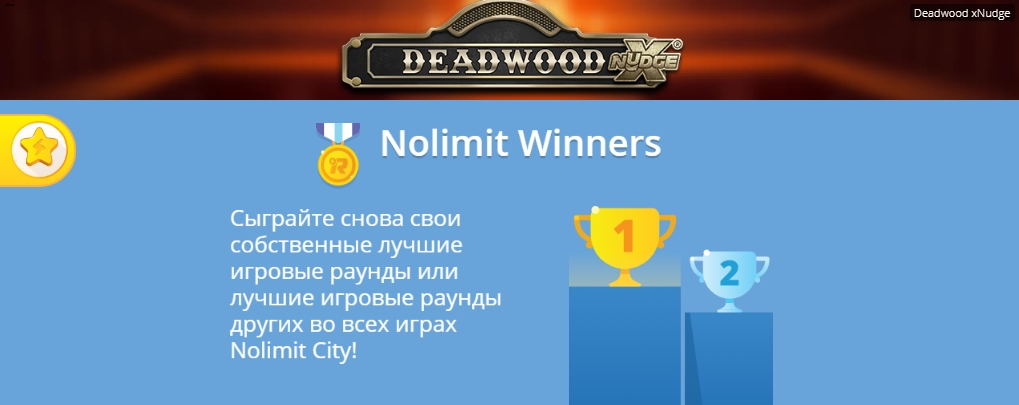 Deadwood xNudge
DEADWOOD xNUDGE
Nolimit Winners
R
Сыграйте снова свои
собственные лучшие
игровые раунды или
лучшие игровые раунды
других во всех играх
Nolimit City!
1
2